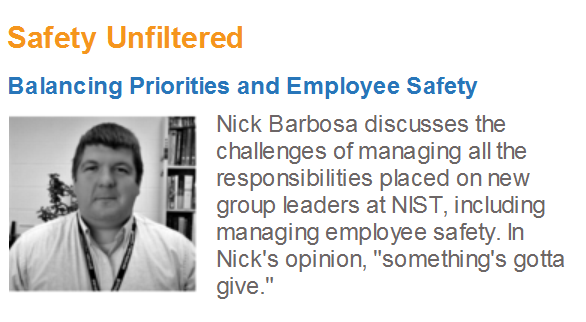 Safety Unfiltered
Balancing Priorities and Employee Safety
Nick Barbosa discusses the
challenges of managing all the
responsibilities placed on new
group leaders at NIST, including
managing employee safety. In
Nick's opinion, "something's gotta
give."